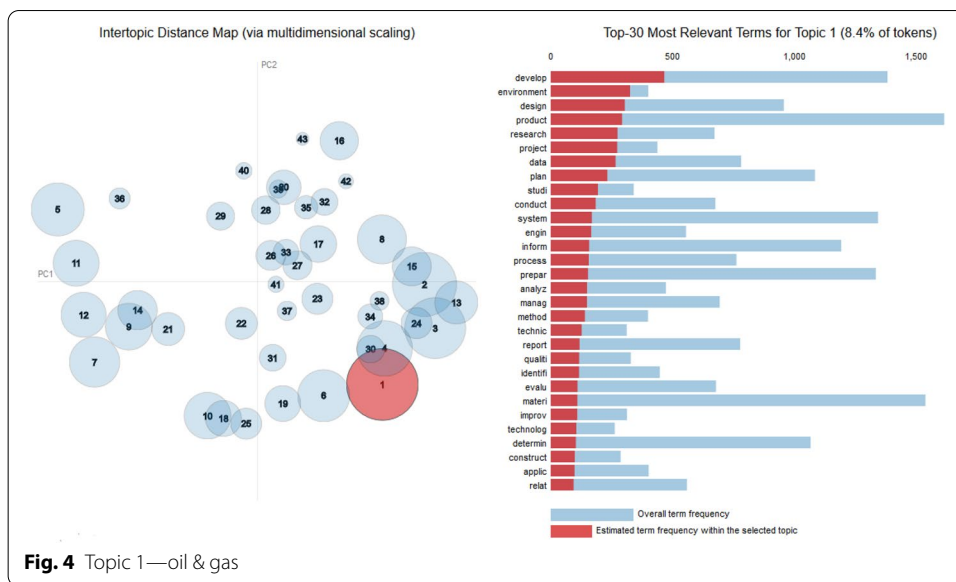 Intertopic Distance Map (via multidimensional scaling)
PC2
PC1
43
16
40
42
36
39
20
5
29
28
35
32
17
8
26
33
11
27
15
41
2
23
38
13
14
37
34
12
9
21
22
24
3
30
4
7
31
1
6
19
10
18
25
Top-30 Most Relevant Terms for Topic 1 (8.4% of tokens)
0 500 1,000 1,500
develop
environment
design
product
research
project
data
plan
studi
conduct
system
engin
inform
process
prepar
analyz
manag
method
technic
report
qualiti
identifi
evalu
materi
improv
technolog
determin
construct
applic
relat
Overall term frequency
Estimated term frequency within the selected topic
Fig. 4 Topic 1—oil & gas